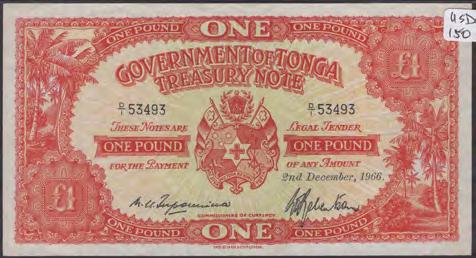 USD
150
ONE POUND ONE ONE POUND
GOVERNMENT OF TONGA
TREASURY NOTE
£1
D/1 53493 D/1 53493
THESE NOTES ARE LEGAL TENDER
ONE POUND ONE POUND
FOR THE PAYMENT OF ANY AMOUNT
2nd December, 1966.
COMMISSIONERS OF CURRENCY
£1
ONE POUND ONE ONE POUND